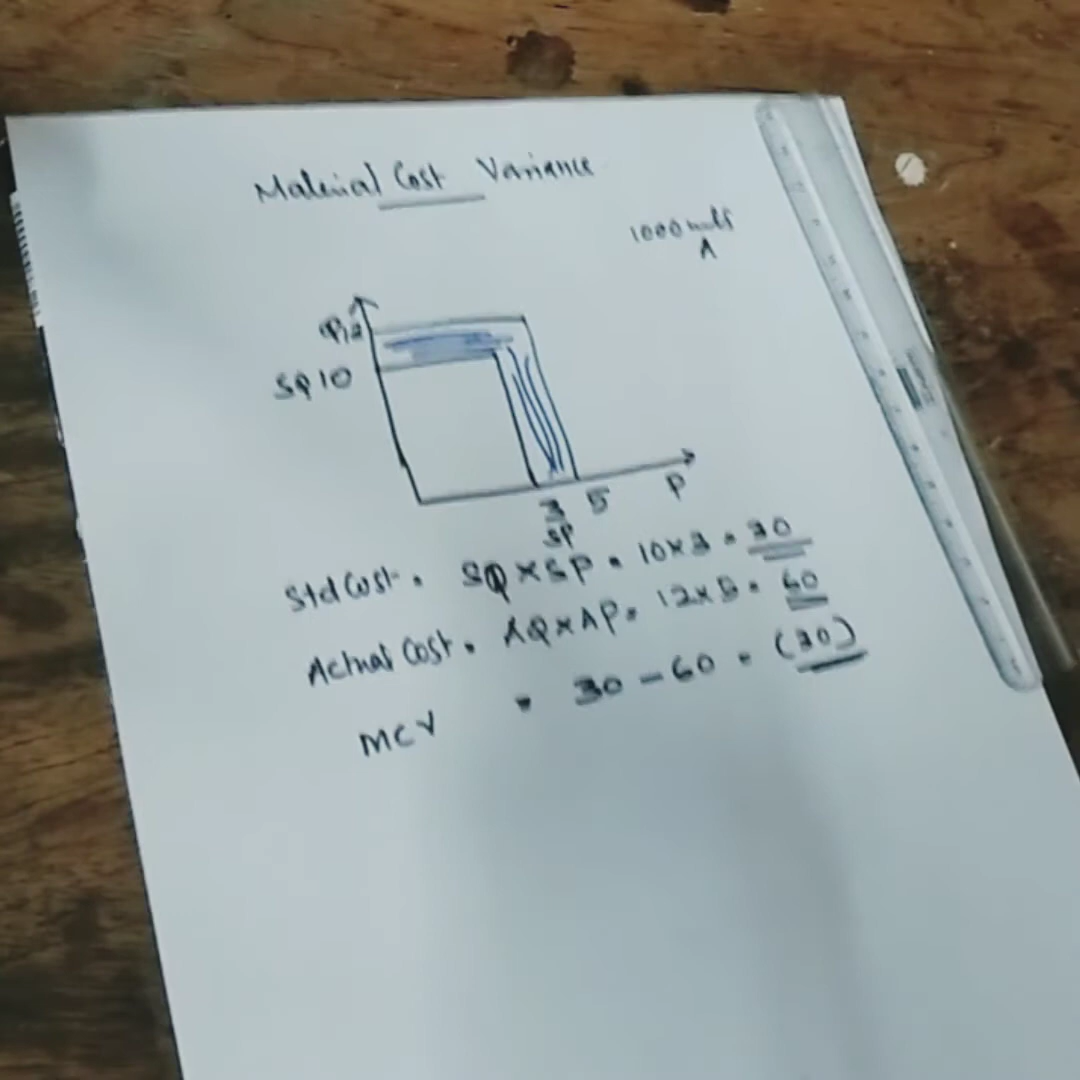 Material Cost Variance
1000 units
A
12
SQ 10
3 5 P
SP
Std Cost = SQ × SP = 10×3 = 30
Actual Cost = AQ × AP = 12×5 = 60
MCV = 30 - 60 = (30)